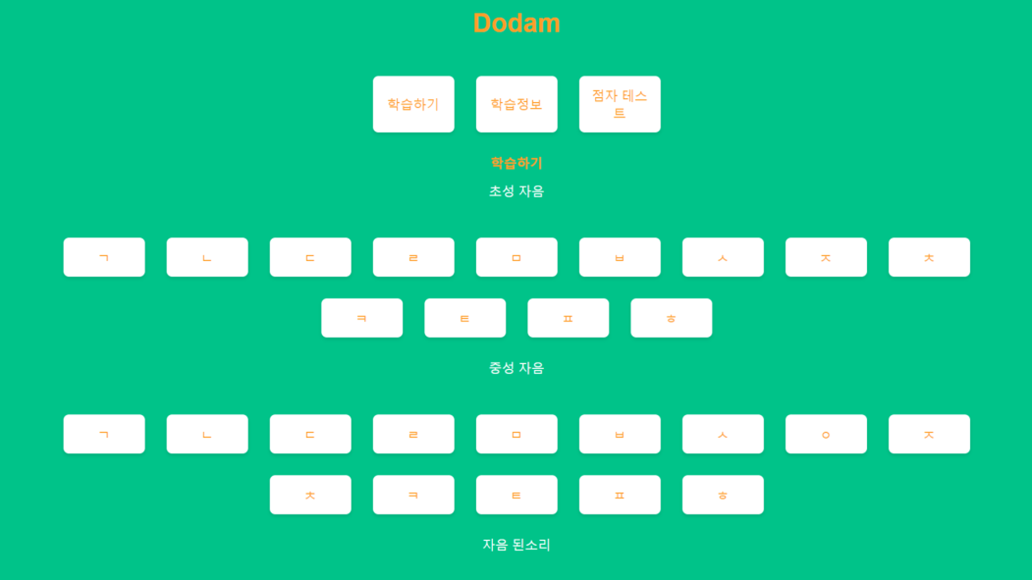 Dodam
학습하기 학습정보 점자 테스
트
학습하기
초성 자음
ㄱ ㄴ ㄷ ㄹ ㅁ ㅂ ㅅ ㅈ ㅊ
ㅋ ㅌ ㅍ ㅎ
중성 자음
ㄱ ㄴ ㄷ ㄹ ㅁ ㅂ ㅅ ㅇ ㅈ
ㅊ ㅋ ㅌ ㅍ ㅎ
자음 된소리